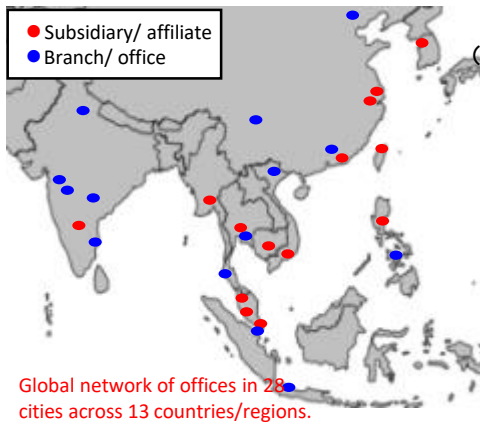 Subsidiary/ affiliate
Branch/ office
Global network of offices in 28
cities across 13 countries/regions.